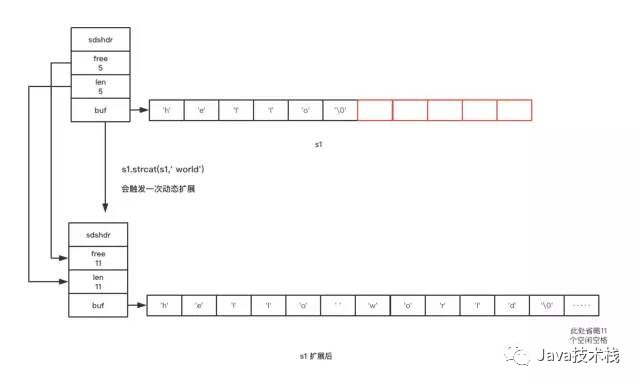 sdshdr
free
5
len
5
buf
'h' 'e' 'l' 'l' 'o' '\0'
s1
s1.strcat(s1,' world')
会触发一次动态扩展
sdshdr
free
11
len
11
buf
'h' 'e' 'l' 'l' 'o' ' ' 'w' 'o' 'r' 'l' 'd' '\0' ·····
此处省略11
个空闲空格
s1 扩展后
Java技术栈